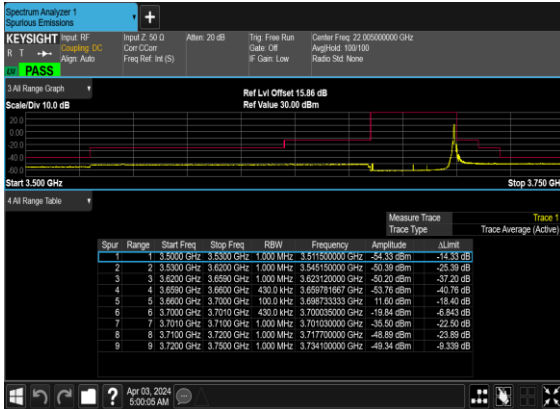 Spectrum Analyzer 1
Spurious Emissions
+
KEYSIGHT Input: RF Input Z: 50 Ω Atten: 20 dB Trig: Free Run Center Freq: 22.005000000 GHz
R T Coupling: DC Corr CCorr Gate: Off Avg|Hold: 100/100
Align: Auto Freq Ref: Int (S) IF Gain: Low Radio Std: None
PASS
3 All Range Graph
Ref Lvl Offset 15.86 dB
Scale/Div 10.0 dB Ref Value 30.00 dBm
20.0
0.00
-20.0
-40.0
-60.0
Start 3.500 GHz Stop 3.750 GH
4 All Range Table
Measure Trace Trace 1
Trace Type Trace Average (Active)
Spur Range Start Freq Stop Freq RBW Frequency Amplitude ΔLimit
1 1 3.5000 GHz 3.5300 GHz 1.000 MHz 3.511500000 GHz -54.33 dBm -14.33 dB
2 2 3.5300 GHz 3.6200 GHz 1.000 MHz 3.545150000 GHz -50.39 dBm -25.39 dB
3 3 3.6200 GHz 3.6590 GHz 1.000 MHz 3.623120000 GHz -50.20 dBm -37.20 dB
4 4 3.6590 GHz 3.6600 GHz 430.0 kHz 3.659781667 GHz -53.76 dBm -40.76 dB
5 5 3.6600 GHz 3.7000 GHz 100.0 kHz 3.698733333 GHz 11.60 dBm -18.40 dB
6 6 3.7000 GHz 3.7010 GHz 430.0 kHz 3.700035000 GHz -19.84 dBm -6.843 dB
7 7 3.7010 GHz 3.7100 GHz 1.000 MHz 3.701030000 GHz -35.50 dBm -22.50 dB
8 8 3.7100 GHz 3.7200 GHz 1.000 MHz 3.717700000 GHz -48.89 dBm -23.89 dB
9 9 3.7200 GHz 3.7500 GHz 1.000 MHz 3.734100000 GHz -49.34 dBm -9.339 dB
? Apr 03, 2024
5:00:05 AM